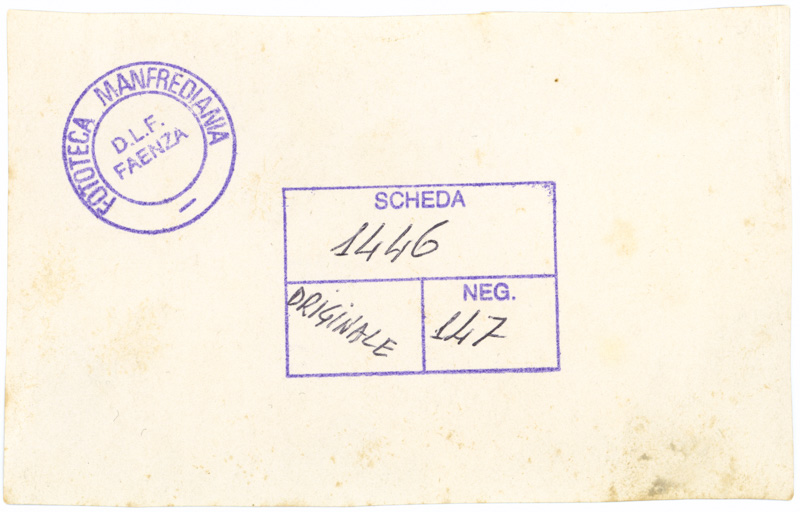 FOTOTECA MANFREDIANA
D.L.F.
FAENZA
SCHEDA
1446
ORIGINALE
NEG.
147